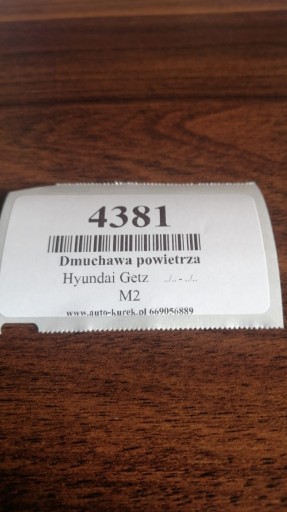 4381
Dmuchawa powietrza
Hyundai Getz ../..-../..
M2
www.auto-kurek.pl 669056889